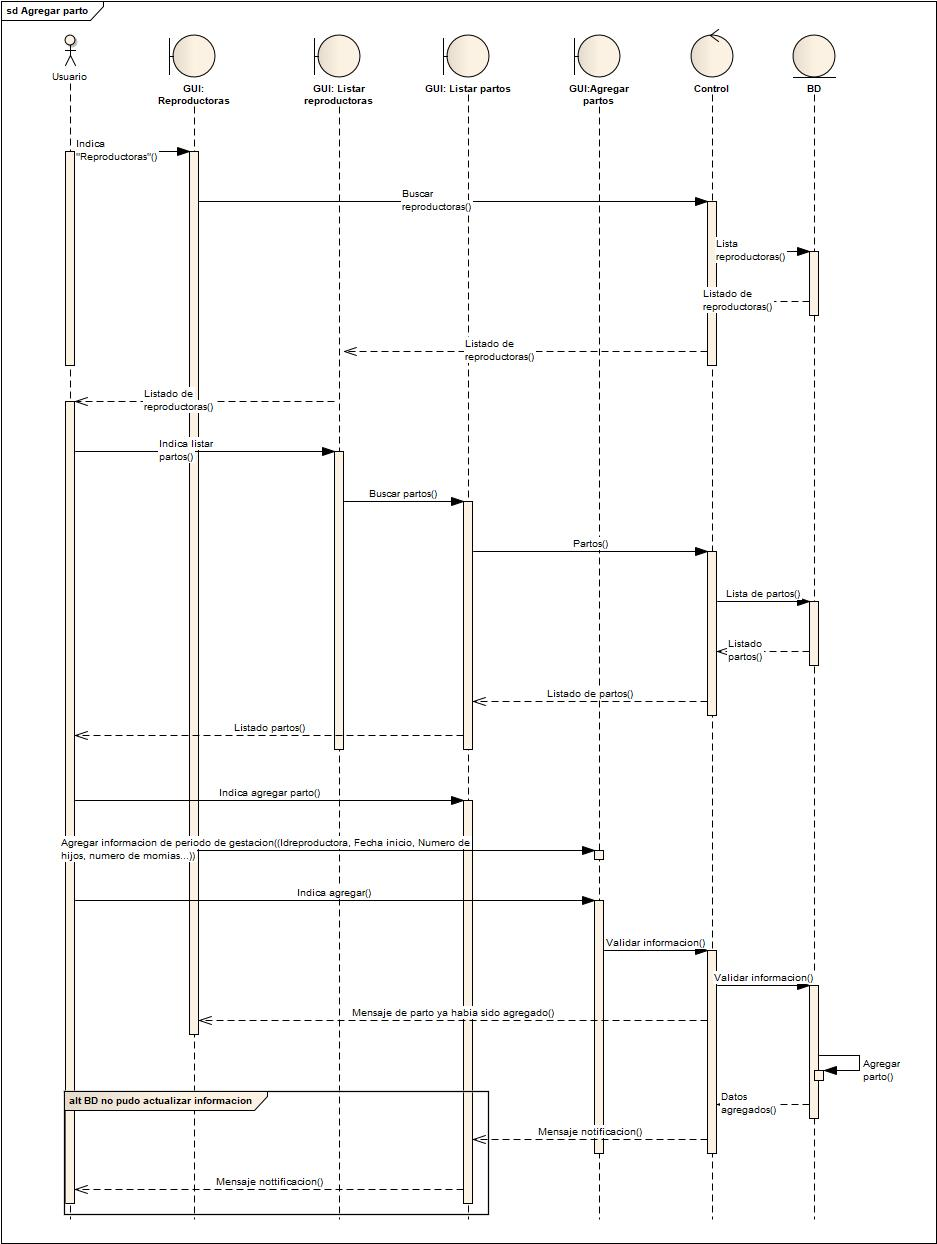 sd Agregar parto
Usuario
GUI:
Reproductoras
GUI: Listar
reproductoras
GUI: Listar partos
GUI:Agregar
partos
Control
BD
Indica
"Reproductoras"()
Buscar
reproductoras()
Lista
reproductoras()
Listado de
reproductoras()
Listado de
reproductoras()
Listado de
reproductoras()
Indica listar
partos()
Buscar partos()
Partos()
Lista de partos()
Listado
partos()
Listado de partos()
Listado partos()
Indica agregar parto()
Agregar informacion de periodo de gestacion((Idreproductora, Fecha inicio, Numero de
hijos, numero de momias...))
Indica agregar()
Validar informacion()
Validar informacion()
Mensaje de parto ya habia sido agregado()
Agregar
parto()
alt BD no pudo actualizar informacion
Datos
agregados()
Mensaje notificacion()
Mensaje nottificacion()